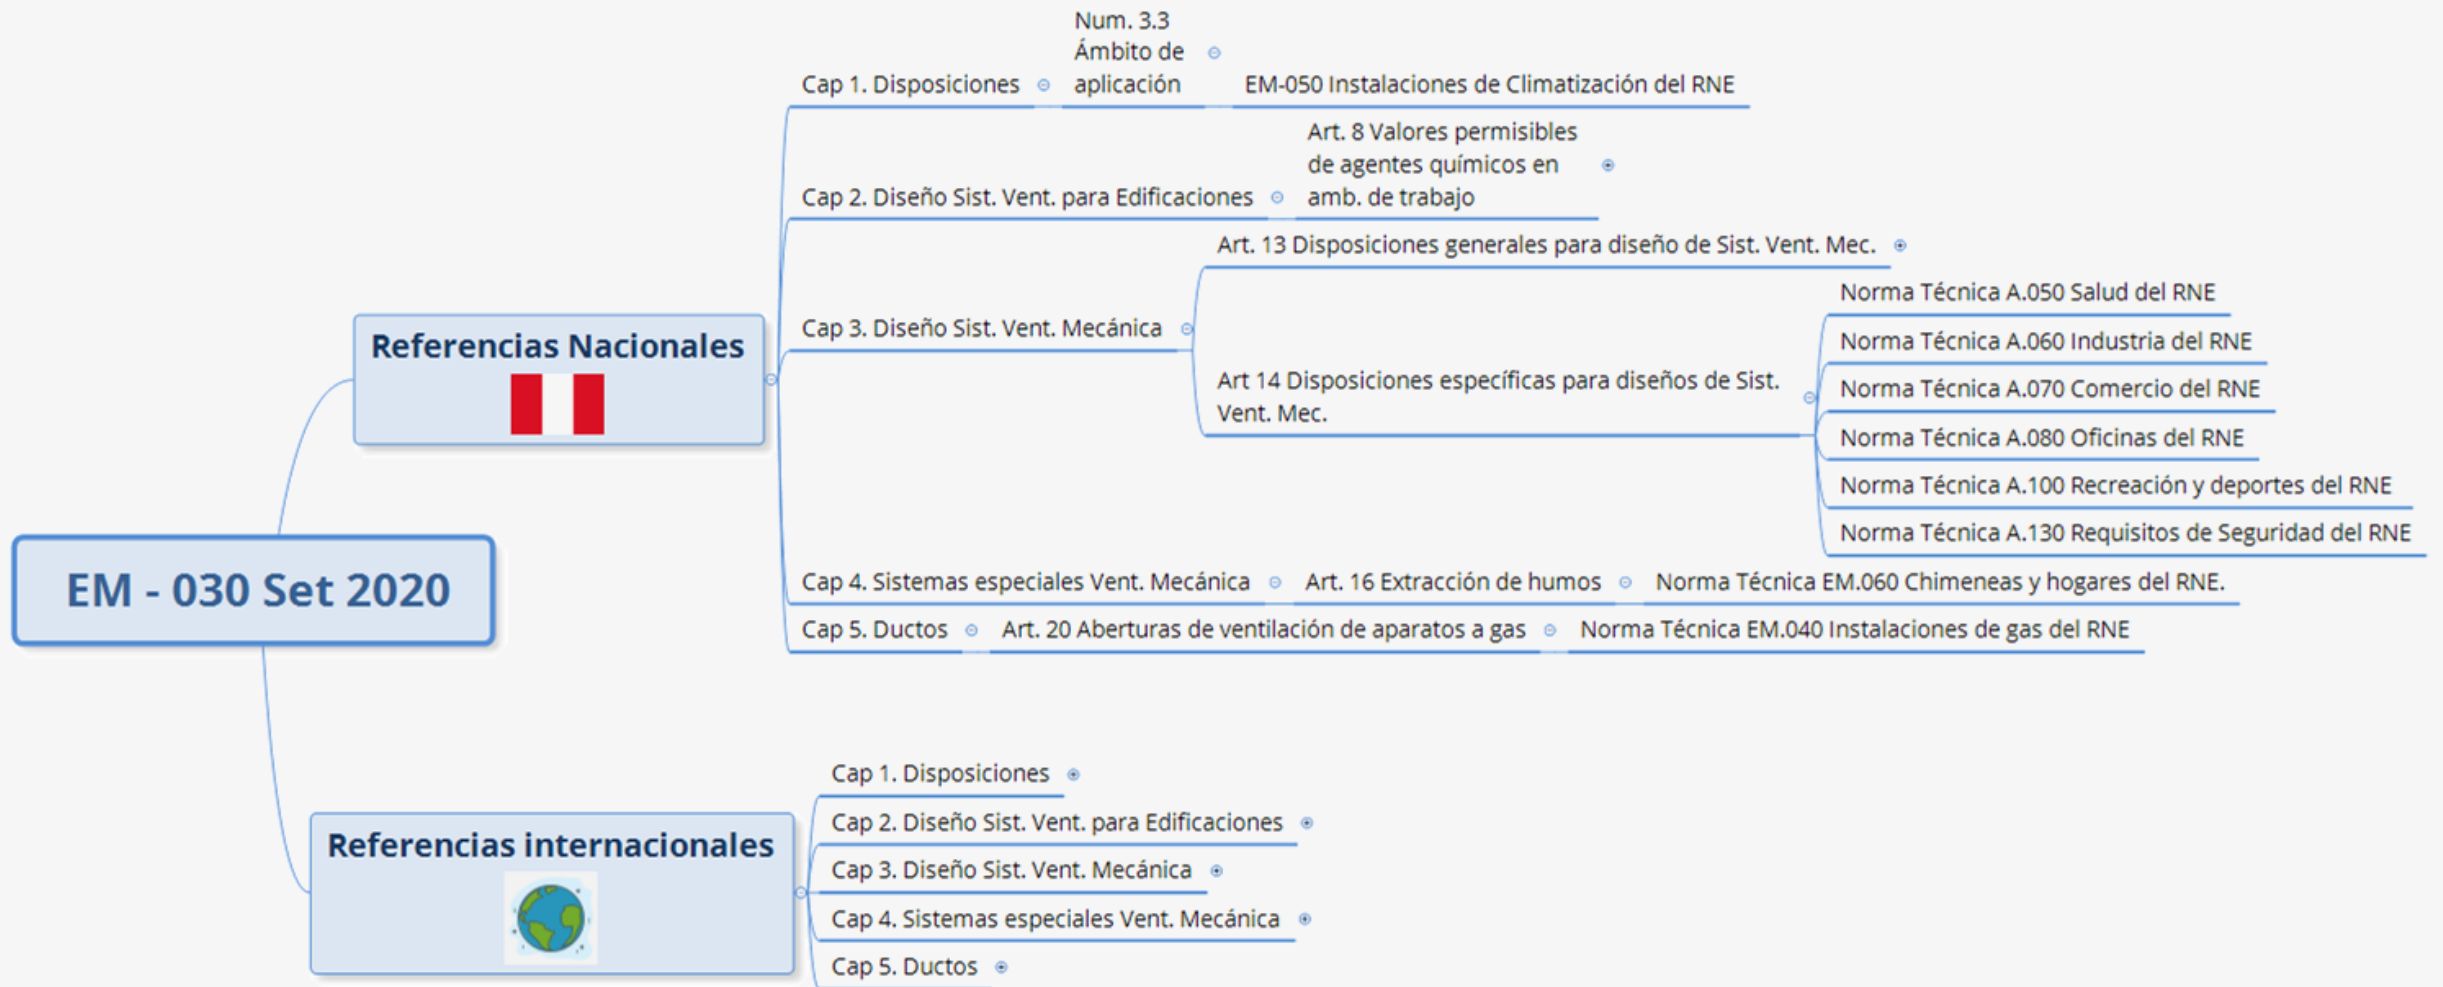 Num. 3.3
Ámbito de
aplicación
Cap 1. Disposiciones
EM-050 Instalaciones de Climatización del RNE
Art. 8 Valores permisibles
de agentes químicos en
amb. de trabajo
Cap 2. Diseño Sist. Vent. para Edificaciones
Art. 13 Disposiciones generales para diseño de Sist. Vent. Mec.
Cap 3. Diseño Sist. Vent. Mecánica
Art 14 Disposiciones específicas para diseños de Sist.
Vent. Mec.
Norma Técnica A.050 Salud del RNE
Norma Técnica A.060 Industria del RNE
Norma Técnica A.070 Comercio del RNE
Norma Técnica A.080 Oficinas del RNE
Norma Técnica A.100 Recreación y deportes del RNE
Norma Técnica A.130 Requisitos de Seguridad del RNE
Referencias Nacionales
Cap 4. Sistemas especiales Vent. Mecánica
Art. 16 Extracción de humos
Norma Técnica EM.060 Chimeneas y hogares del RNE.
Cap 5. Ductos
Art. 20 Aberturas de ventilación de aparatos a gas
Norma Técnica EM.040 Instalaciones de gas del RNE
EM - 030 Set 2020
Referencias internacionales
Cap 1. Disposiciones
Cap 2. Diseño Sist. Vent. para Edificaciones
Cap 3. Diseño Sist. Vent. Mecánica
Cap 4. Sistemas especiales Vent. Mecánica
Cap 5. Ductos